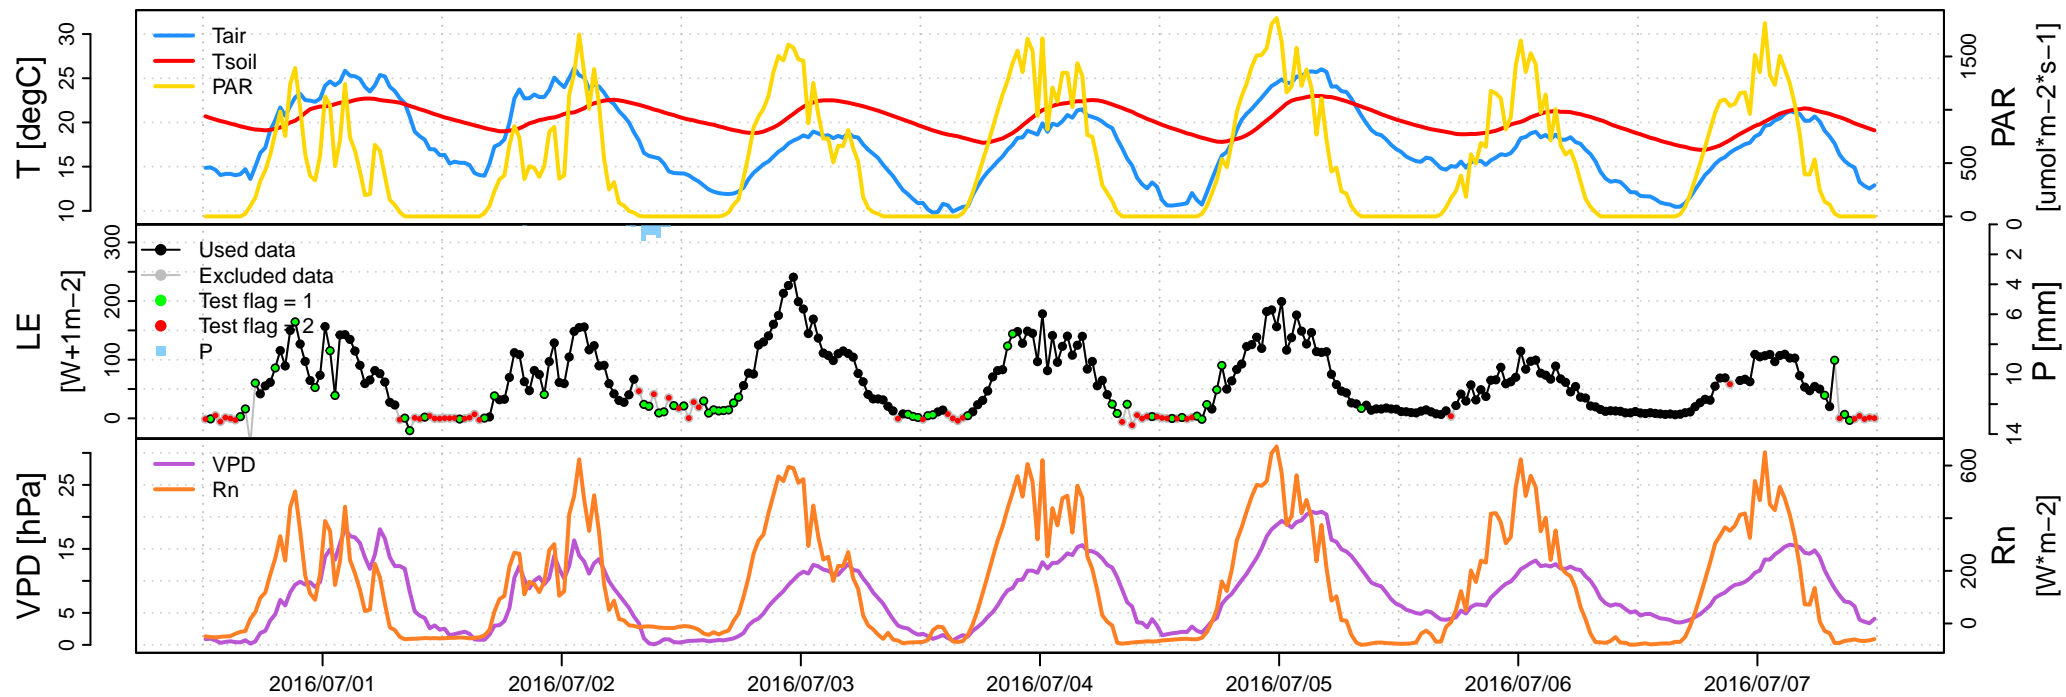 T [degC]
10 15 20 25 30
Tair
Tsoil
PAR
0 500 1500
PAR
[umol*m−2*s−1]
LE
[W+1m−2]
0 100 200 300
Used data
Excluded data
Test flag = 1
Test flag = 2
P
0 2 4 6 10 14
P [mm]
VPD [hPa]
0 5 15 25
VPD
Rn
0 200 600
Rn
[W*m−2]
2016/07/01 2016/07/02 2016/07/03 2016/07/04 2016/07/05 2016/07/06 2016/07/07